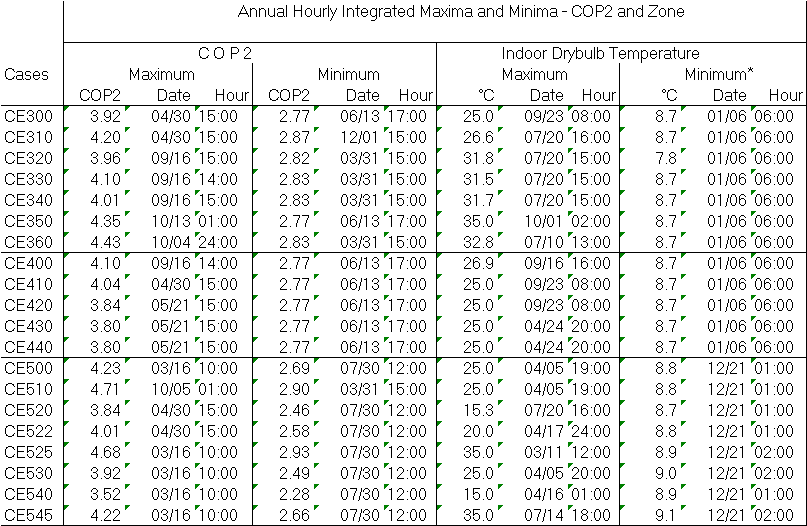 Annual Hourly Integrated Maxima and Minima - COP2 and Zone
C O P 2 Indoor Drybulb Temperature
Cases Maximum Minimum Maximum Minimum*
COP2 Date Hour COP2 Date Hour °C Date Hour °C Date Hour
CE300 3.92 04/30 15:00 2.77 06/13 17:00 25.0 09/23 08:00 8.7 01/06 06:00
CE310 4.20 04/30 15:00 2.87 12/01 15:00 26.6 07/20 16:00 8.7 01/06 06:00
CE320 3.96 09/16 15:00 2.82 03/31 15:00 31.8 07/20 15:00 7.8 01/06 06:00
CE330 4.10 09/16 14:00 2.83 03/31 15:00 31.5 07/20 15:00 8.7 01/06 06:00
CE340 4.01 09/16 15:00 2.83 03/31 15:00 31.7 07/20 15:00 8.7 01/06 06:00
CE350 4.35 10/13 01:00 2.77 06/13 17:00 35.0 10/01 02:00 8.7 01/06 06:00
CE360 4.43 10/04 24:00 2.83 03/31 15:00 32.8 07/10 13:00 8.7 01/06 06:00
CE400 4.10 09/16 14:00 2.77 06/13 17:00 26.9 09/16 16:00 8.7 01/06 06:00
CE410 4.04 04/30 15:00 2.77 06/13 17:00 25.0 09/23 08:00 8.7 01/06 06:00
CE420 3.84 05/21 15:00 2.77 06/13 17:00 25.0 09/23 08:00 8.7 01/06 06:00
CE430 3.80 05/21 15:00 2.77 06/13 17:00 25.0 04/24 20:00 8.7 01/06 06:00
CE440 3.80 05/21 15:00 2.77 06/13 17:00 25.0 04/24 20:00 8.7 01/06 06:00
CE500 4.23 03/16 10:00 2.69 07/30 12:00 25.0 04/05 19:00 8.8 12/21 01:00
CE510 4.71 10/05 01:00 2.90 03/31 15:00 25.0 04/05 19:00 8.8 12/21 01:00
CE520 3.84 04/30 15:00 2.46 07/30 12:00 15.3 07/20 16:00 8.7 12/21 01:00
CE522 4.01 04/30 15:00 2.58 07/30 12:00 20.0 04/17 24:00 8.8 12/21 01:00
CE525 4.68 03/16 10:00 2.93 07/30 12:00 35.0 03/11 12:00 8.9 12/21 02:00
CE530 3.92 03/16 10:00 2.49 07/30 12:00 25.0 04/05 20:00 9.0 12/21 02:00
CE540 3.52 03/16 10:00 2.28 07/30 12:00 15.0 04/16 01:00 8.9 12/21 01:00
CE545 4.22 03/16 10:00 2.66 07/30 12:00 35.0 07/14 18:00 9.1 12/21 02:00